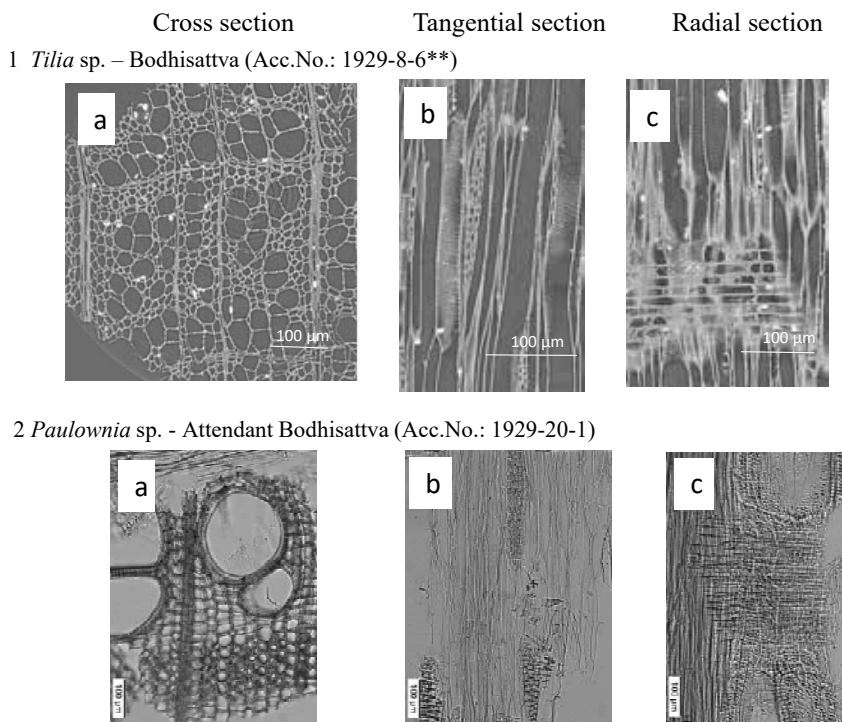 Cross section Tangential section Radial section
1 Tilia sp. – Bodhisattva (Acc.No.: 1929-8-6**)
a b c
100 μm 100 μm 100 μm
2 Paulownia sp. - Attendant Bodhisattva (Acc.No.: 1929-20-1)
a b c
100 μm 100 μm 100 μm